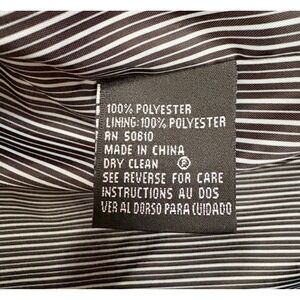 100% POLYESTER
LINING: 100% POLYESTER
RN 50610
MADE IN CHINA
DRY CLEAN Ⓟ
SEE REVERSE FOR CARE
INSTRUCTIONS AU DOS
VER AL DORSO PARA CUIDADO